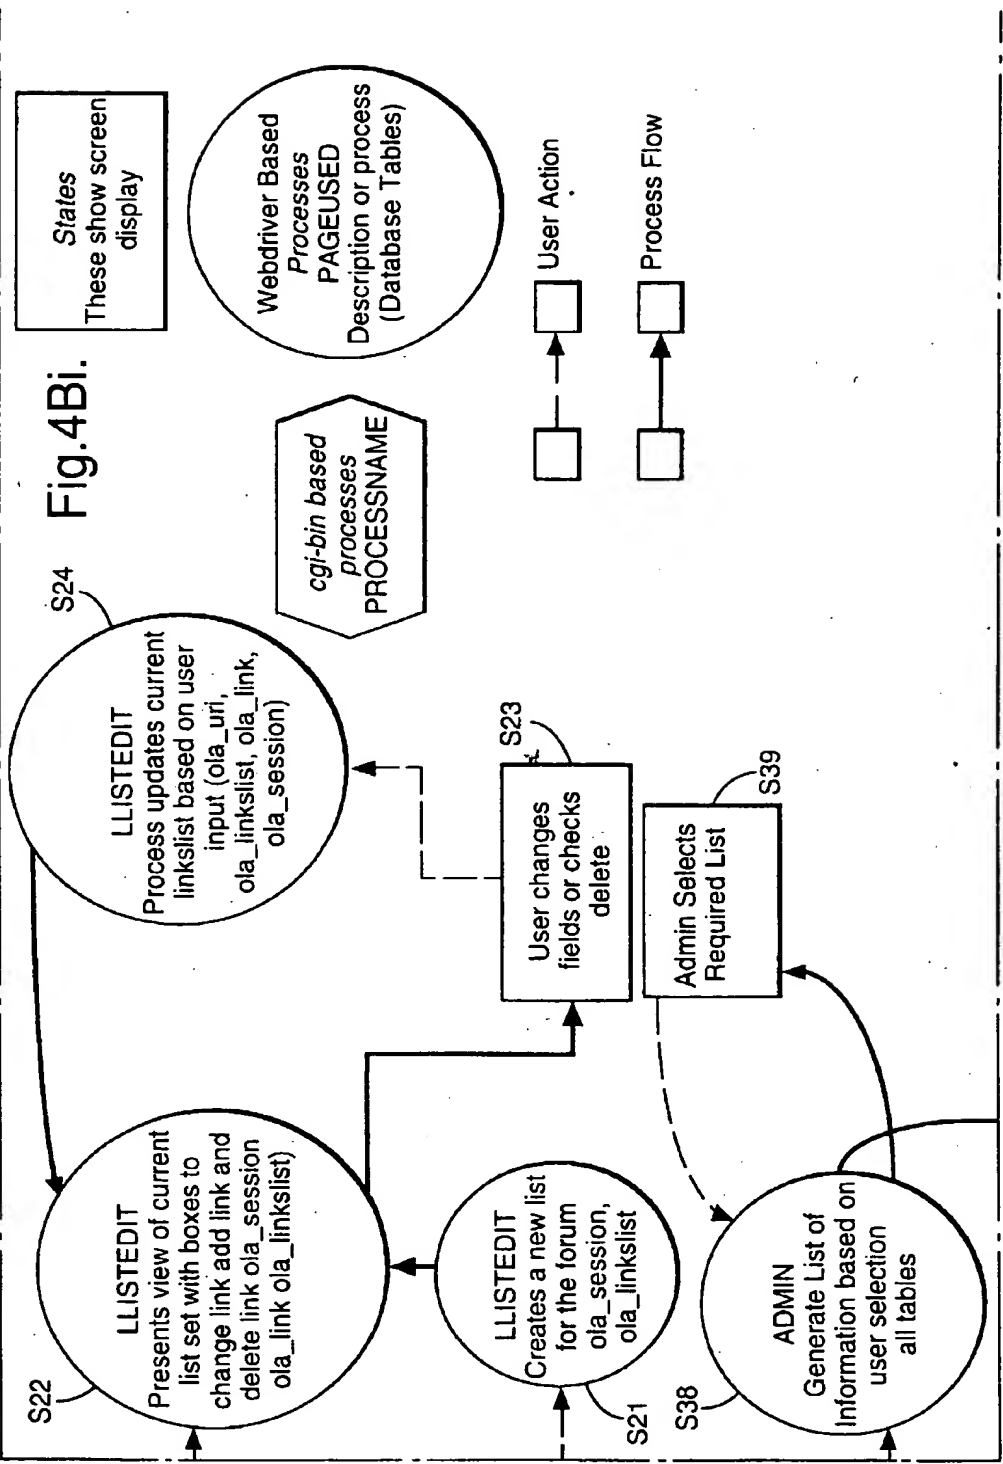 Fig.4Bi.
States
These show screen
display
Webdriver Based
Processes
PAGEUSED
Description or process
(Database Tables)
cgi-bin based
processes
PROCESSNAME
User Action
Process Flow
S24
LLISTEDIT
Process updates current
linkslist based on user
input (ola_url,
ola_linkslist, ola_link,
ola_session)
S22
LLISTEDIT
Presents view of current
list set with boxes to
change link add link and
delete link ola_session
ola_link ola_linkslist)
S23
User changes
fields or checks
delete
S21
LLISTEDIT
Creates a new list
for the forum
ola_session,
ola_linkslist
S39
Admin Selects
Required List
S38
ADMIN
Generate List of
Information based on
user selection
all tables